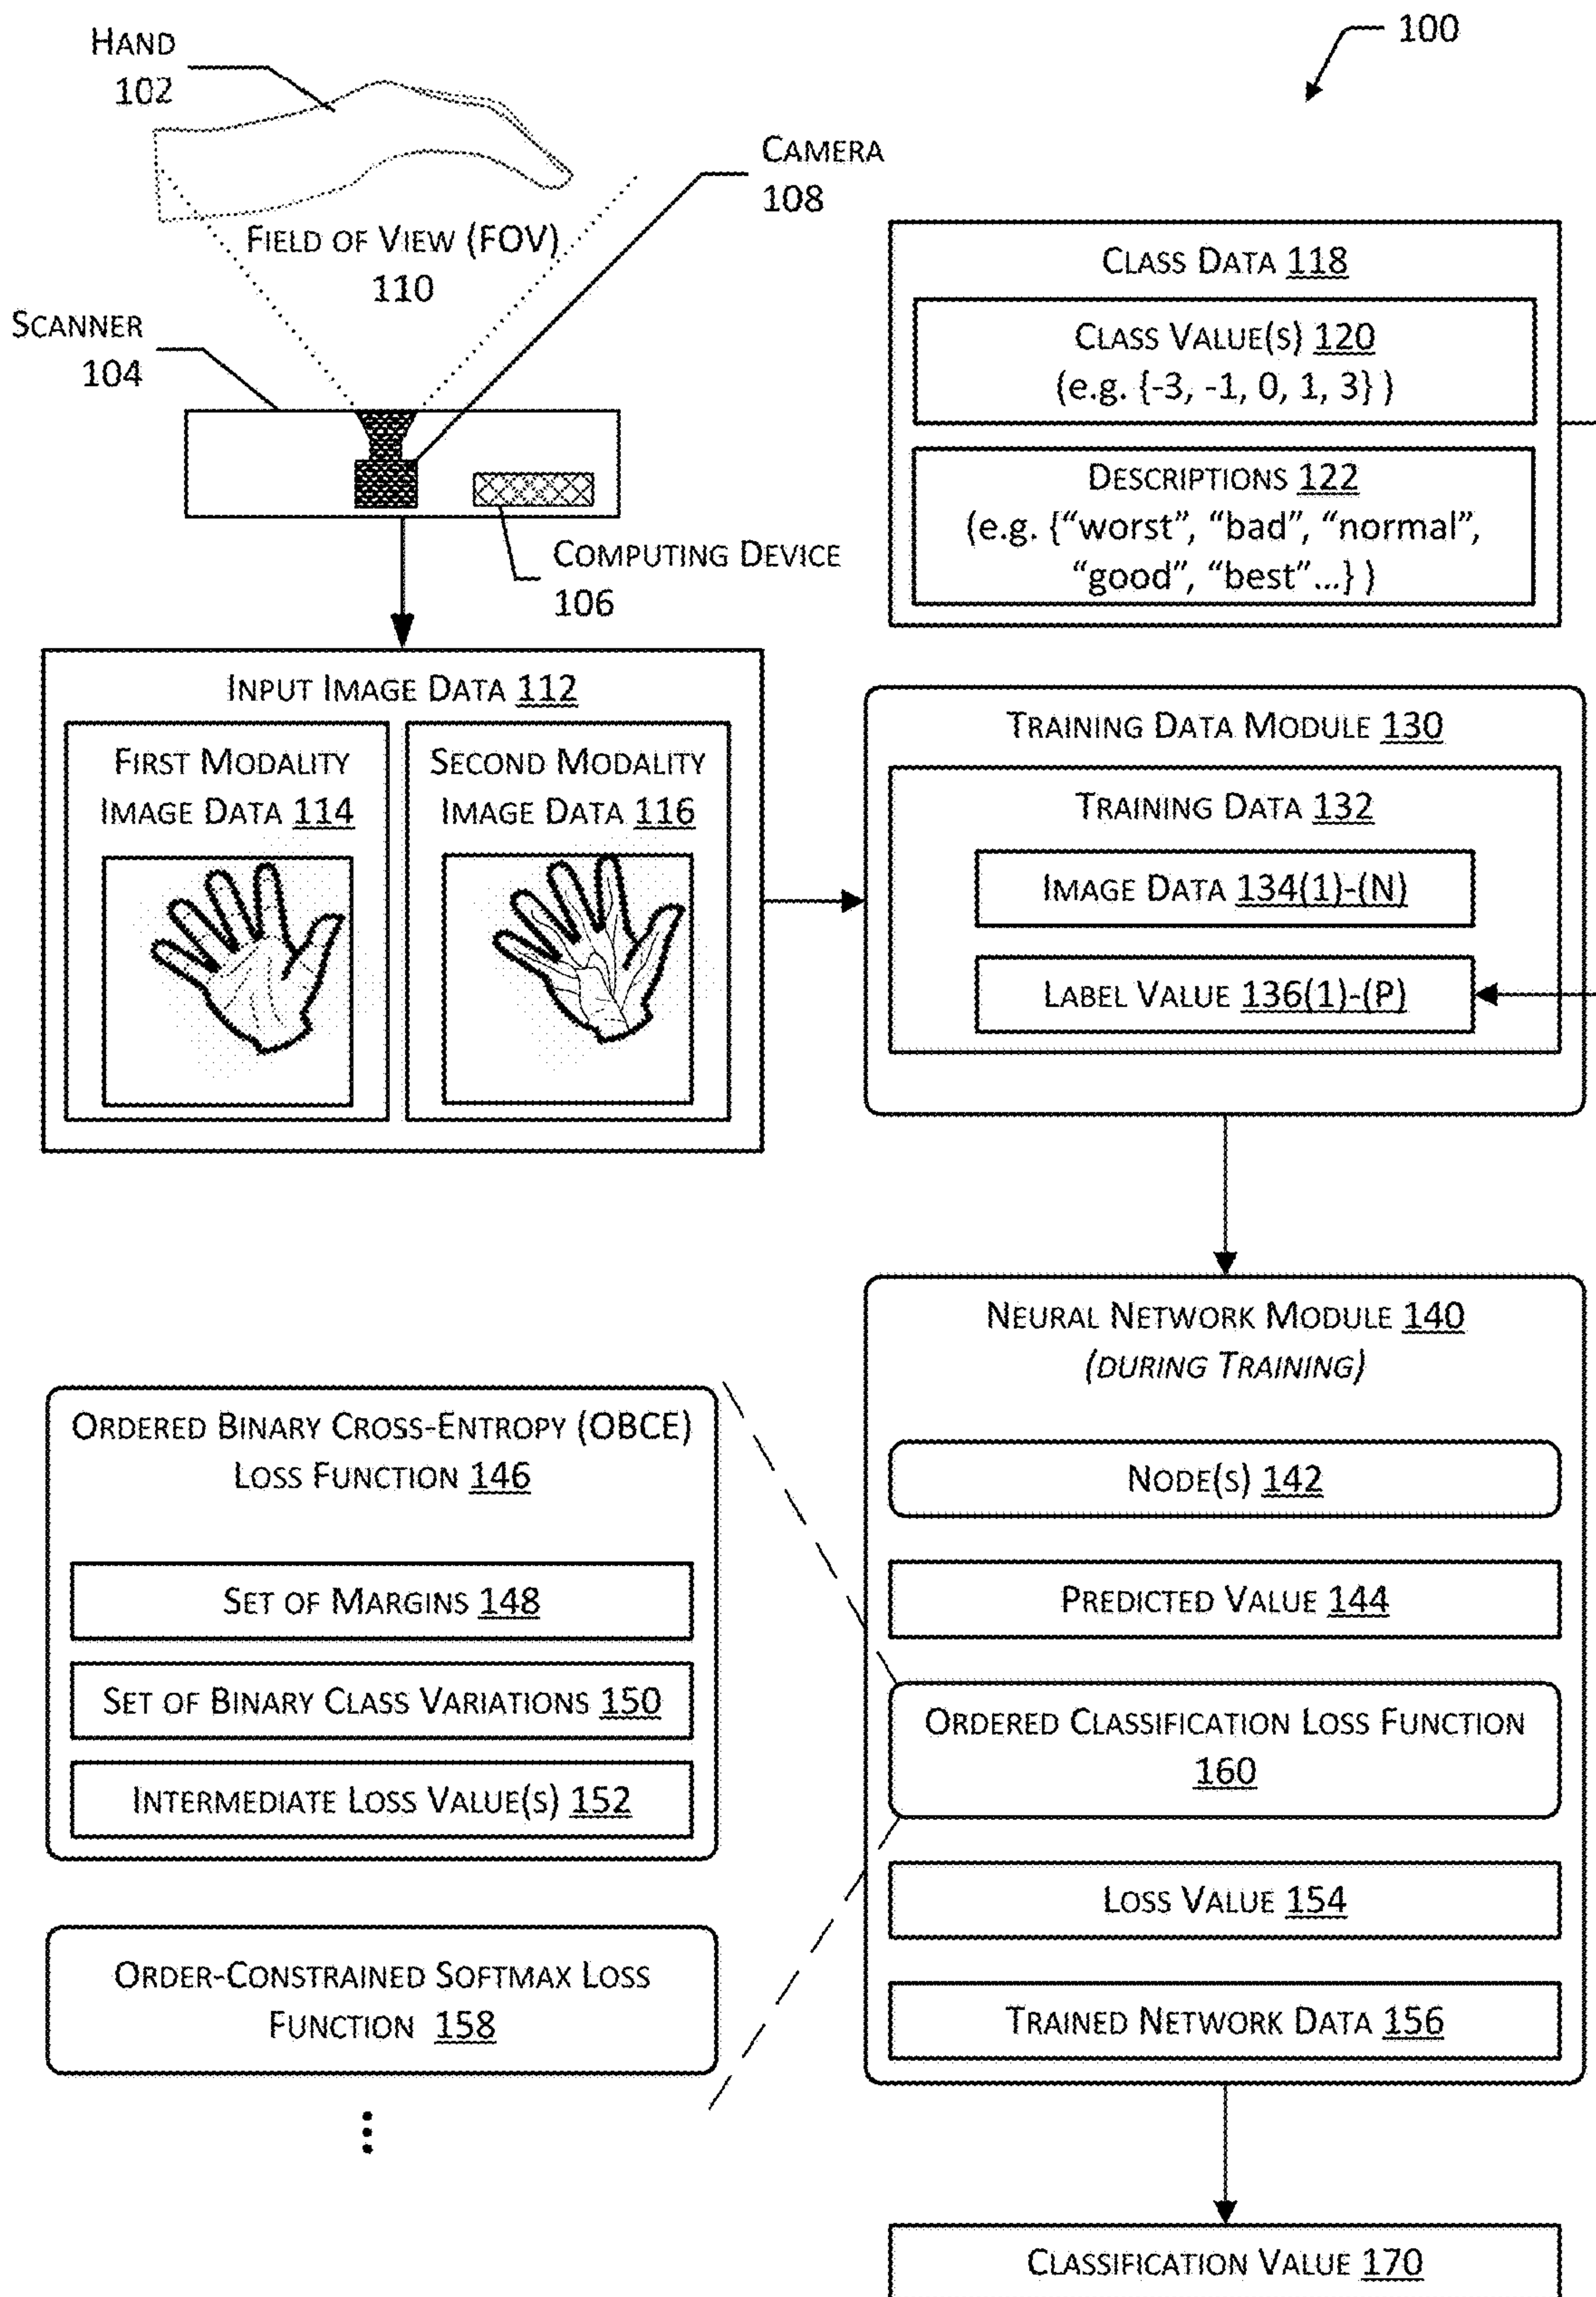 100
HAND
102
CAMERA
108
FIELD OF VIEW (FOV)
110
SCANNER
104
COMPUTING DEVICE
106
CLASS DATA 118
CLASS VALUE(S) 120
(e.g. {-3, -1, 0, 1, 3} )
DESCRIPTIONS 122
(e.g. {“worst”, “bad”, “normal”,
“good”, “best”...} )
INPUT IMAGE DATA 112
FIRST MODALITY
IMAGE DATA 114
SECOND MODALITY
IMAGE DATA 116
TRAINING DATA MODULE 130
TRAINING DATA 132
IMAGE DATA 134(1)-(N)
LABEL VALUE 136(1)-(P)
NEURAL NETWORK MODULE 140
(DURING TRAINING)
NODE(S) 142
PREDICTED VALUE 144
ORDERED CLASSIFICATION LOSS FUNCTION
160
LOSS VALUE 154
TRAINED NETWORK DATA 156
ORDERED BINARY CROSS-ENTROPY (OBCE)
LOSS FUNCTION 146
SET OF MARGINS 148
SET OF BINARY CLASS VARIATIONS 150
INTERMEDIATE LOSS VALUE(S) 152
ORDER-CONSTRAINED SOFTMAX LOSS
FUNCTION 158
CLASSIFICATION VALUE 170